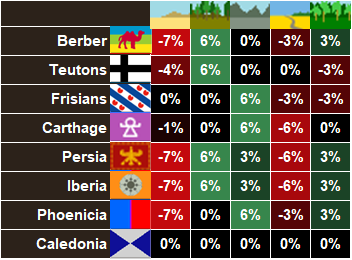 Berber -7% 6% 0% -3% 3%
Teutons -4% 6% 0% 0% -3%
Frisians 0% 0% 6% -3% -3%
Carthage -1% 0% 6% -6% 0%
Persia -7% 6% 3% -6% 3%
Iberia -7% 6% 3% -6% 3%
Phoenicia -7% 0% 6% -3% 3%
Caledonia 0% 0% 0% 0% 0%